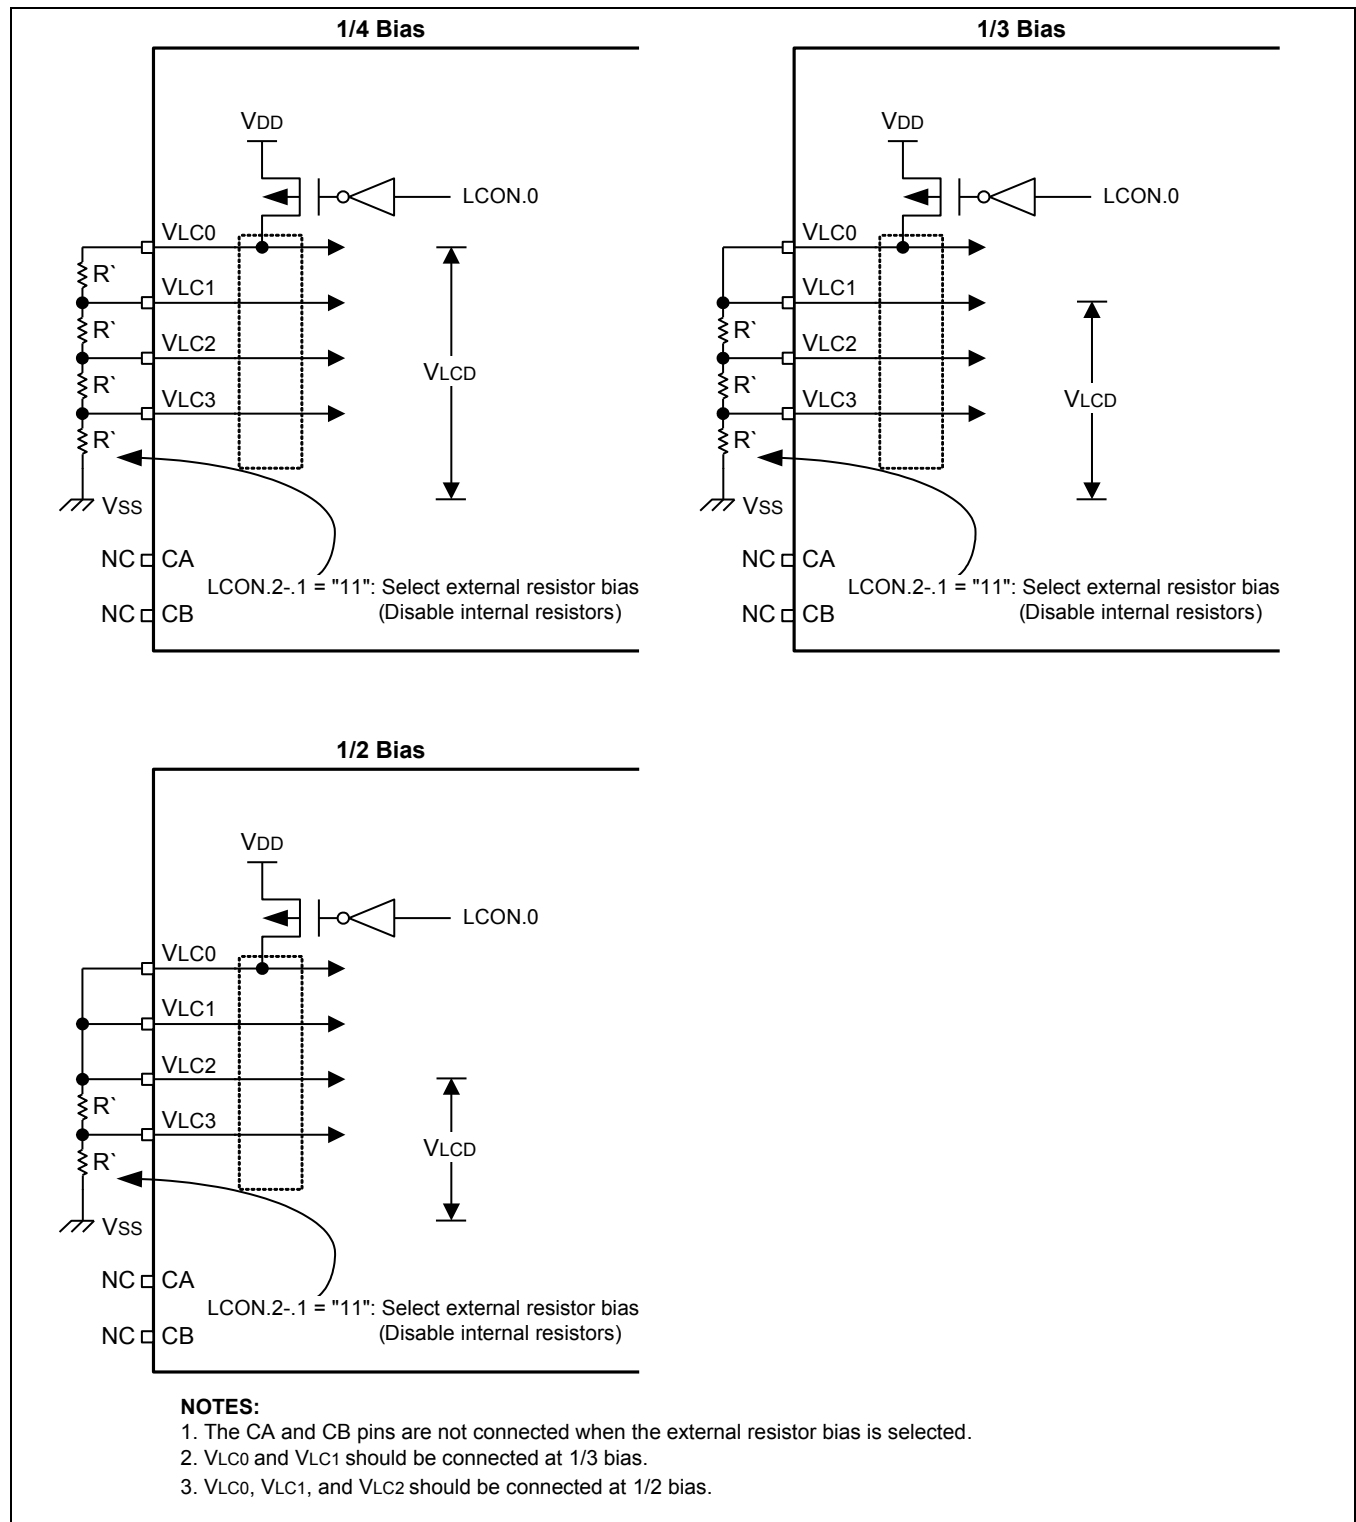 1/4 Bias
VDD
LCON.0
VLC0
R`
VLC1
R`
VLC2
R`
VLC3
R`
VLCD
VSS
NC CA
LCON.2-.1 = "11": Select external resistor bias
(Disable internal resistors)
NC CB
1/3 Bias
VDD
LCON.0
VLC0
VLC1
R`
VLC2
R`
VLC3
R`
VLCD
VSS
NC CA
LCON.2-.1 = "11": Select external resistor bias
(Disable internal resistors)
NC CB
1/2 Bias
VDD
LCON.0
VLC0
VLC1
VLC2
R`
VLC3
R`
VLCD
VSS
NC CA
LCON.2-.1 = "11": Select external resistor bias
(Disable internal resistors)
NC CB
NOTES:
1. The CA and CB pins are not connected when the external resistor bias is selected.
2. VLC0 and VLC1 should be connected at 1/3 bias.
3. VLC0, VLC1, and VLC2 should be connected at 1/2 bias.